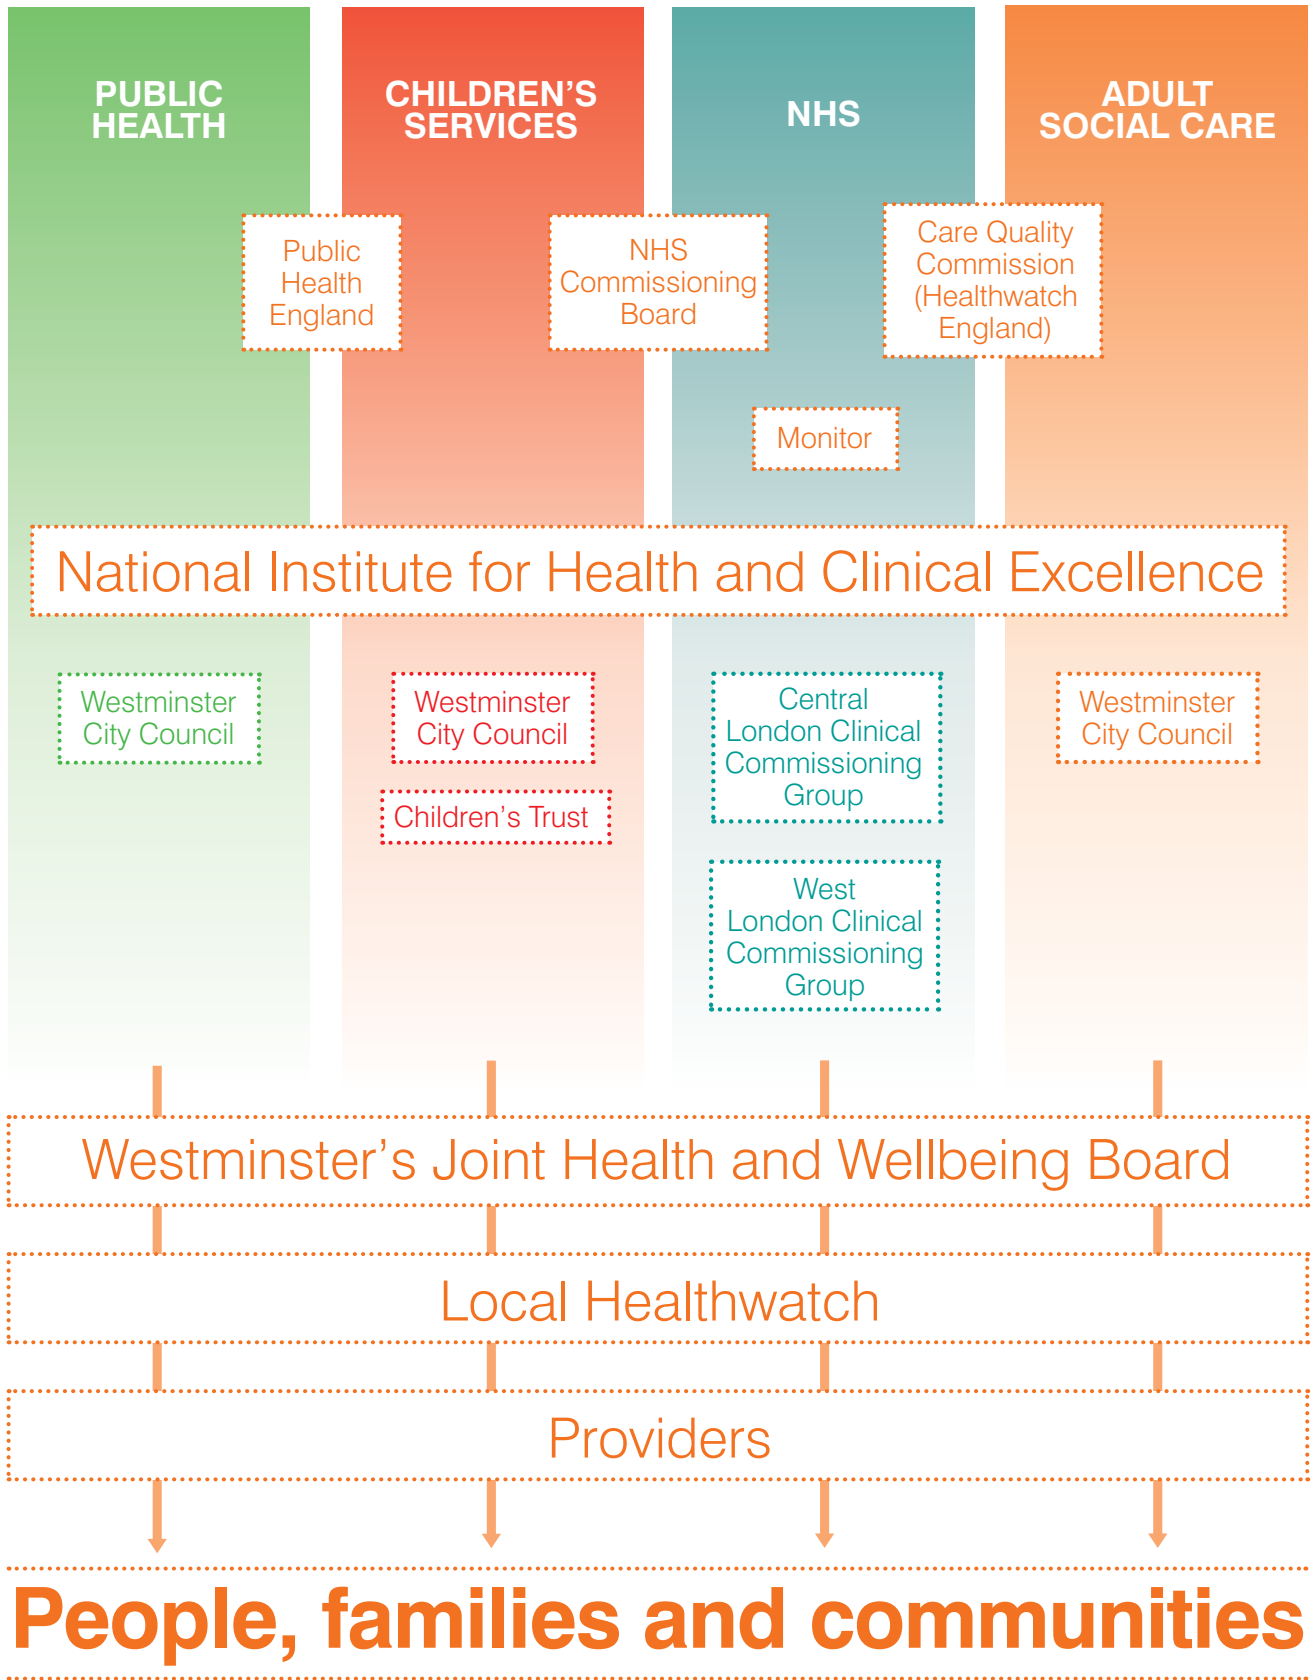 PUBLIC
HEALTH
CHILDREN'S
SERVICES
NHS
ADULT
SOCIAL CARE
Public
Health
England
NHS
Commissioning
Board
Care Quality
Commission
(Healthwatch
England)
Monitor
National Institute for Health and Clinical Excellence
Westminster
City Council
Westminster
City Council
Children's Trust
Central
London Clinical
Commissioning
Group
West
London Clinical
Commissioning
Group
Westminster
City Council
Westminster's Joint Health and Wellbeing Board
Local Healthwatch
Providers
People, families and communities